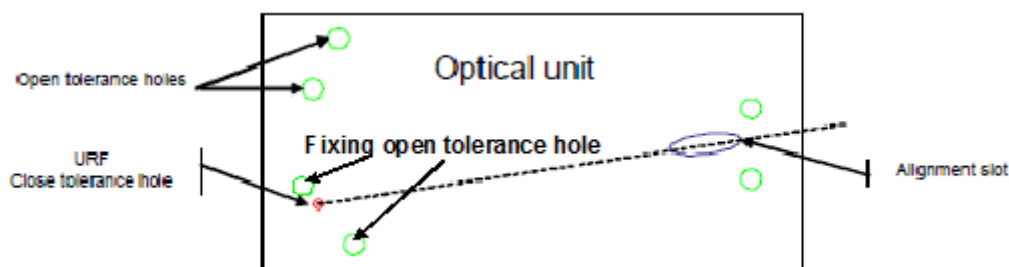 Optical unit
Open tolerance holes
Fixing open tolerance hole
URF
Close tolerance hole
Alignment slot